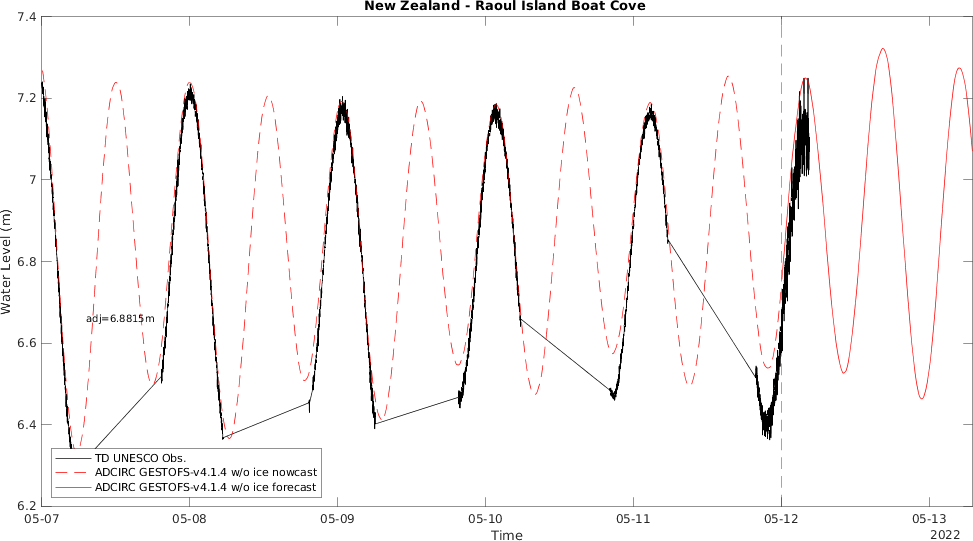 New Zealand - Raoul Island Boat Cove
7.4
7.2
7
6.8
6.6
6.4
6.2
Water Level (m)
adj=6.8815m
TD UNESCO Obs.
ADCIRC GESTOFS-v4.1.4 w/o ice nowcast
ADCIRC GESTOFS-v4.1.4 w/o ice forecast
05-07 05-08 05-09 05-10 05-11 05-12 05-13
Time
2022